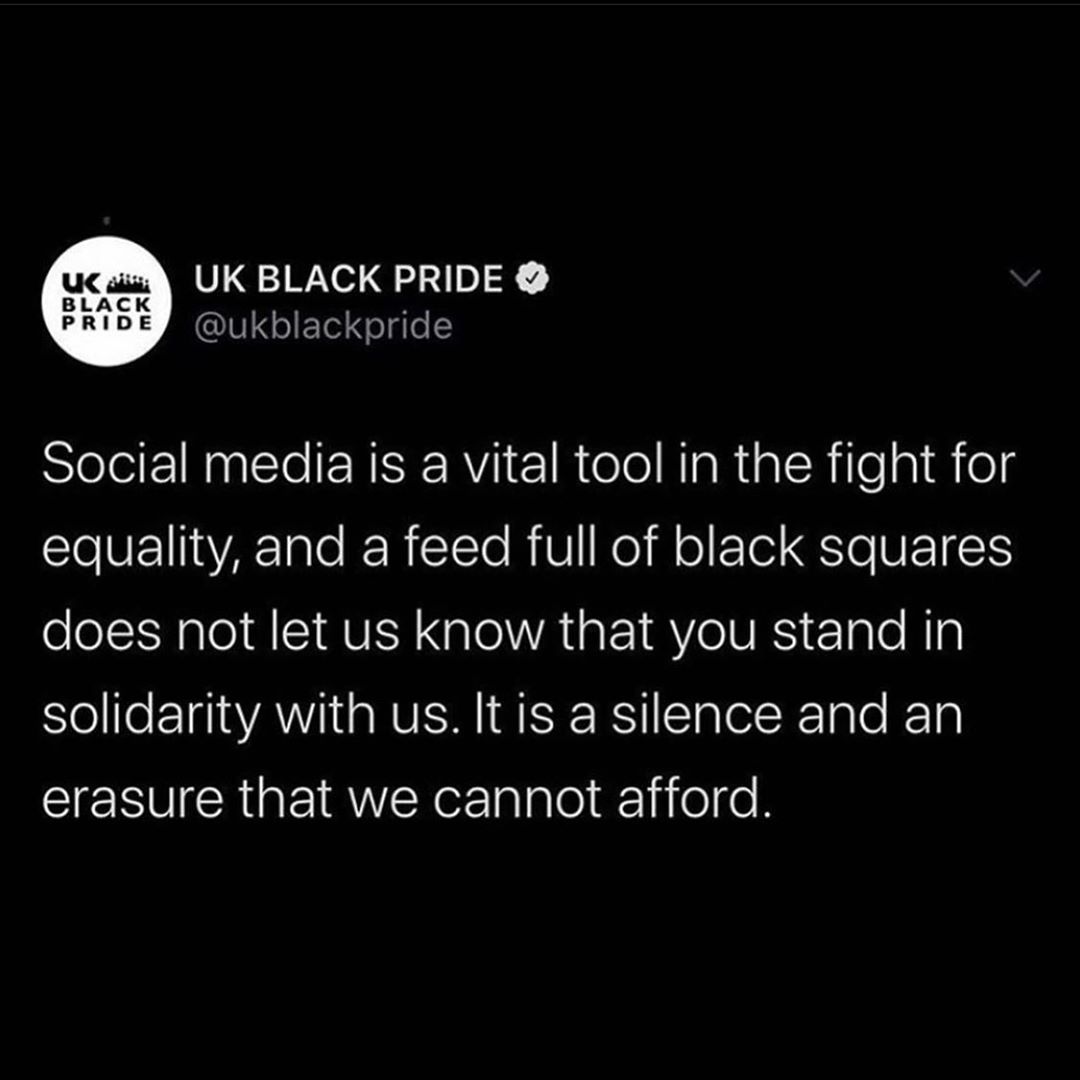 UK
BLACK
PRIDE
UK BLACK PRIDE
@ukblackpride
Social media is a vital tool in the fight for
equality, and a feed full of black squares
does not let us know that you stand in
solidarity with us. It is a silence and an
erasure that we cannot afford.